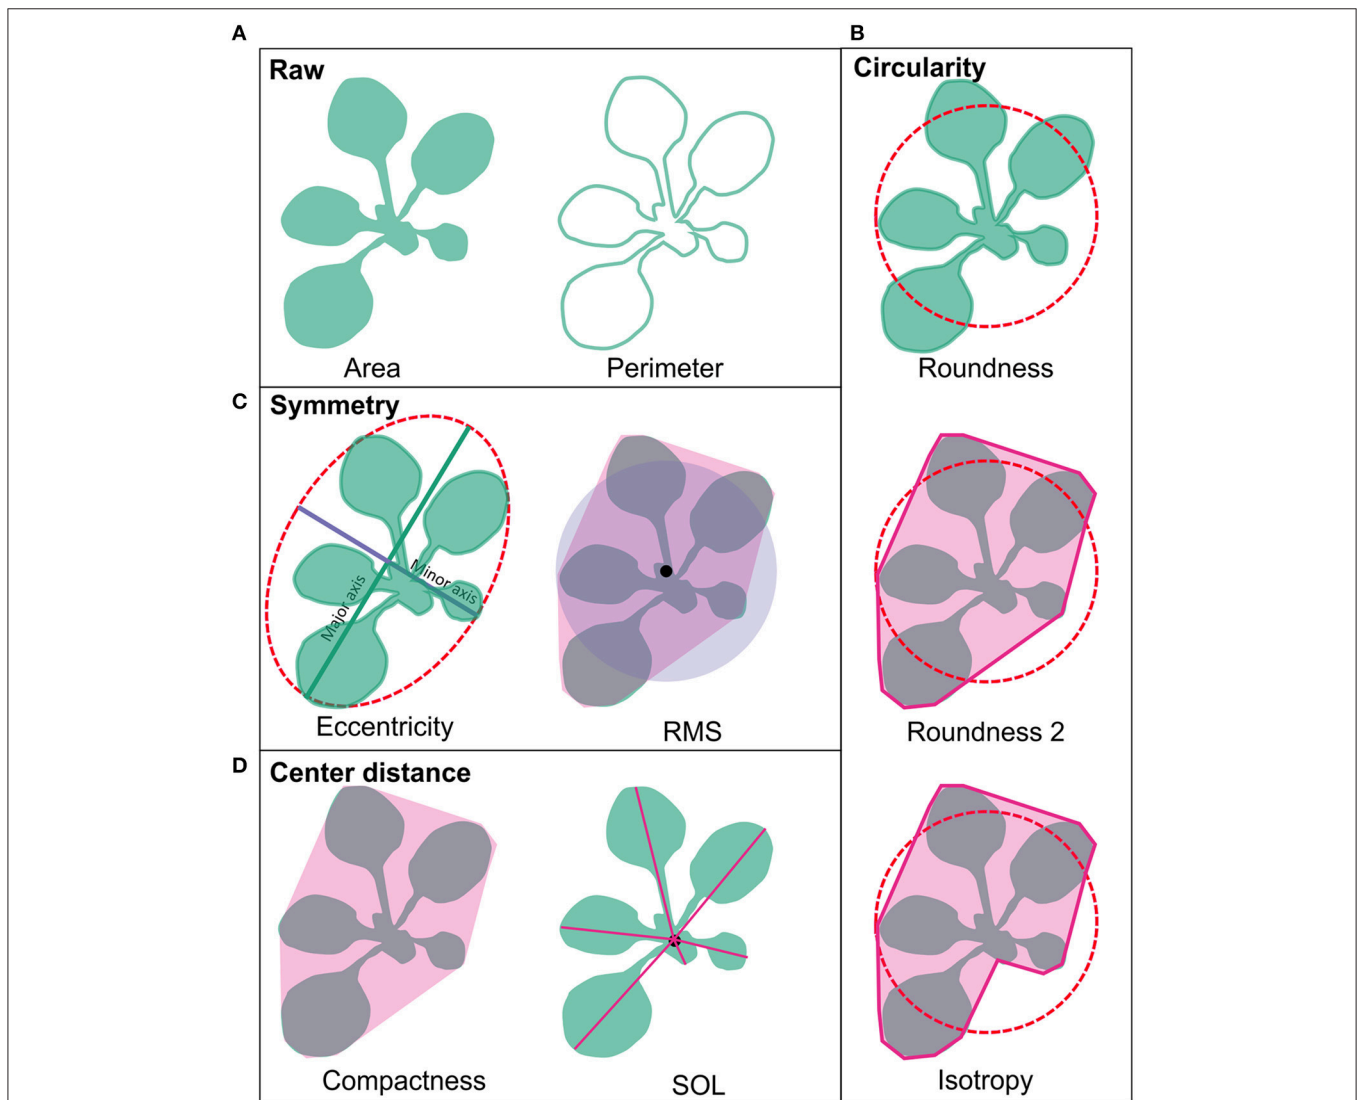 A
B
Raw
Circularity
Area
Perimeter
Roundness
C
Symmetry
Major axis
Minor axis
Eccentricity
RMS
Roundness 2
D
Center distance
Compactness
SOL
Isotropy